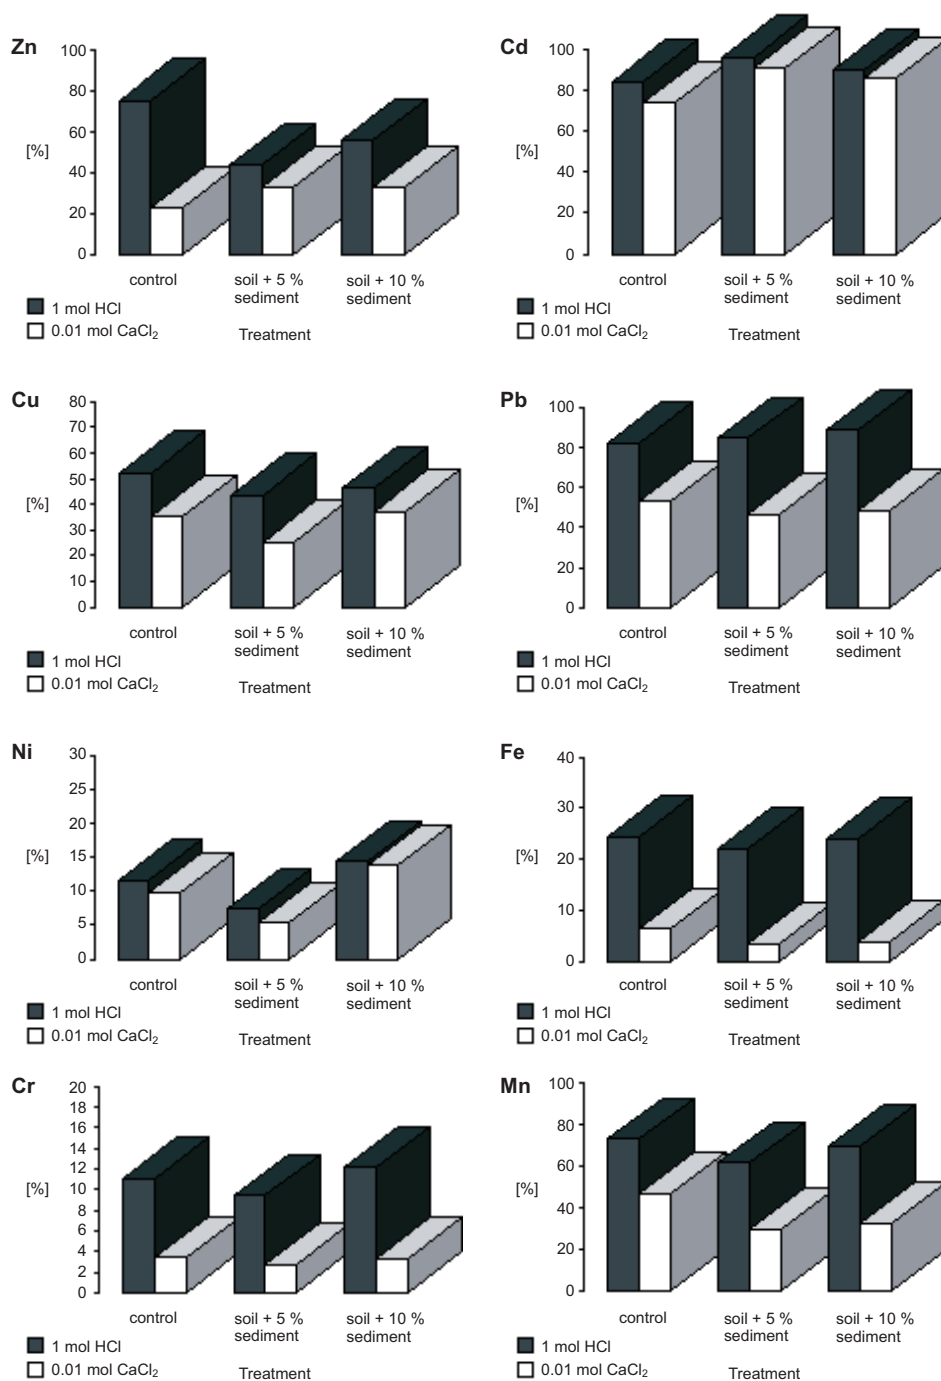 Zn
100
80
60
[%]
40
20
0
control
soil + 5 %
sediment
soil + 10 %
sediment
1 mol HCl
0.01 mol CaCl₂
Treatment
Cd
100
80
60
[%]
40
20
0
control
soil + 5 %
sediment
soil + 10 %
sediment
1 mol HCl
0.01 mol CaCl₂
Treatment
Cu
80
70
60
50
[%]
40
30
20
10
0
control
soil + 5 %
sediment
soil + 10 %
sediment
1 mol HCl
0.01 mol CaCl₂
Treatment
Pb
100
80
60
[%]
40
20
0
control
soil + 5 %
sediment
soil + 10 %
sediment
1 mol HCl
0.01 mol CaCl₂
Treatment
Ni
30
25
20
15
[%]
10
5
0
control
soil + 5 %
sediment
soil + 10 %
sediment
1 mol HCl
0.01 mol CaCl₂
Treatment
Fe
40
30
20
[%]
10
0
control
soil + 5 %
sediment
soil + 10 %
sediment
1 mol HCl
0.01 mol CaCl₂
Treatment
Cr
20
18
16
14
12
10
[%]
8
6
4
2
0
control
soil + 5 %
sediment
soil + 10 %
sediment
1 mol HCl
0.01 mol CaCl₂
Treatment
Mn
100
80
60
[%]
40
20
0
control
soil + 5 %
sediment
soil + 10 %
sediment
1 mol HCl
0.01 mol CaCl₂
Treatment